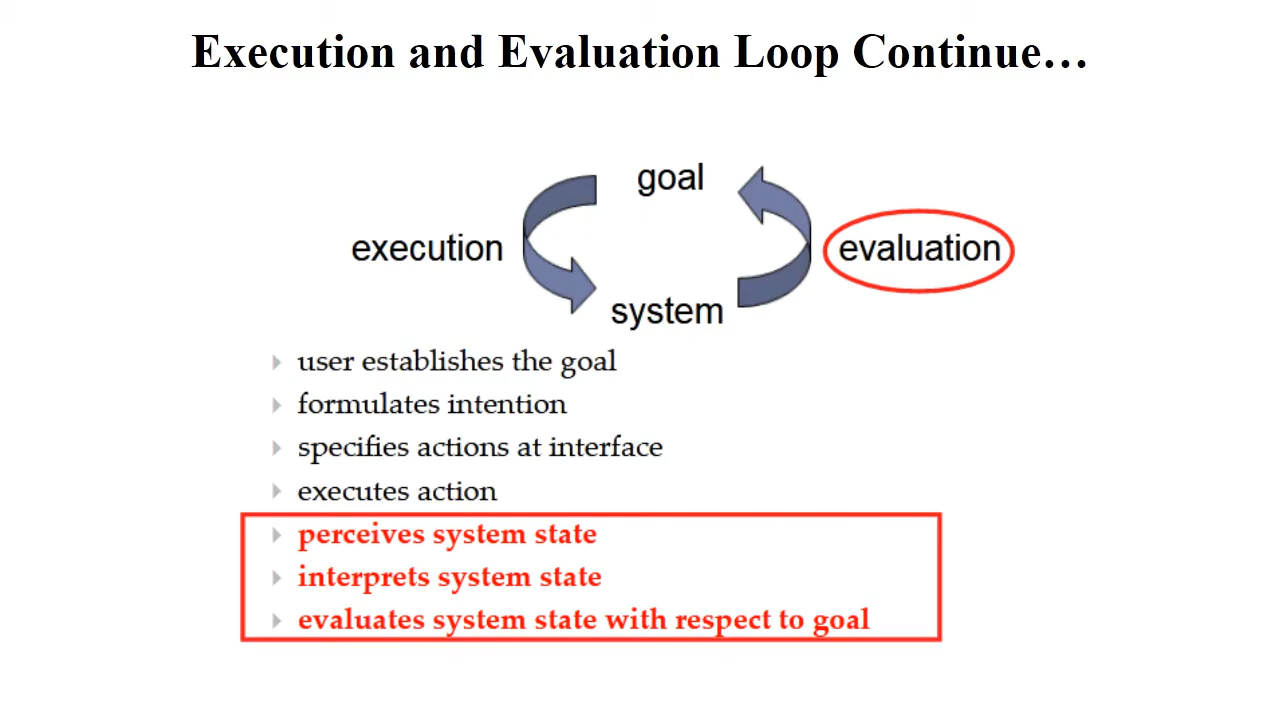 Execution and Evaluation Loop Continue…
goal
execution
evaluation
system
user establishes the goal
formulates intention
specifies actions at interface
executes action
perceives system state
interprets system state
evaluates system state with respect to goal